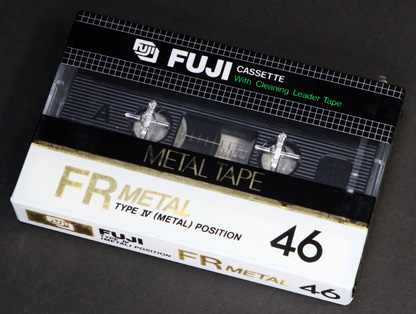 FUJI
FUJI CASSETTE
With Cleaning Leader Tape
A
METAL TAPE
FR METAL
TYPE IV (METAL) POSITION
46
FUJI
FUJI
(METAL) POSITION
FR METAL
46